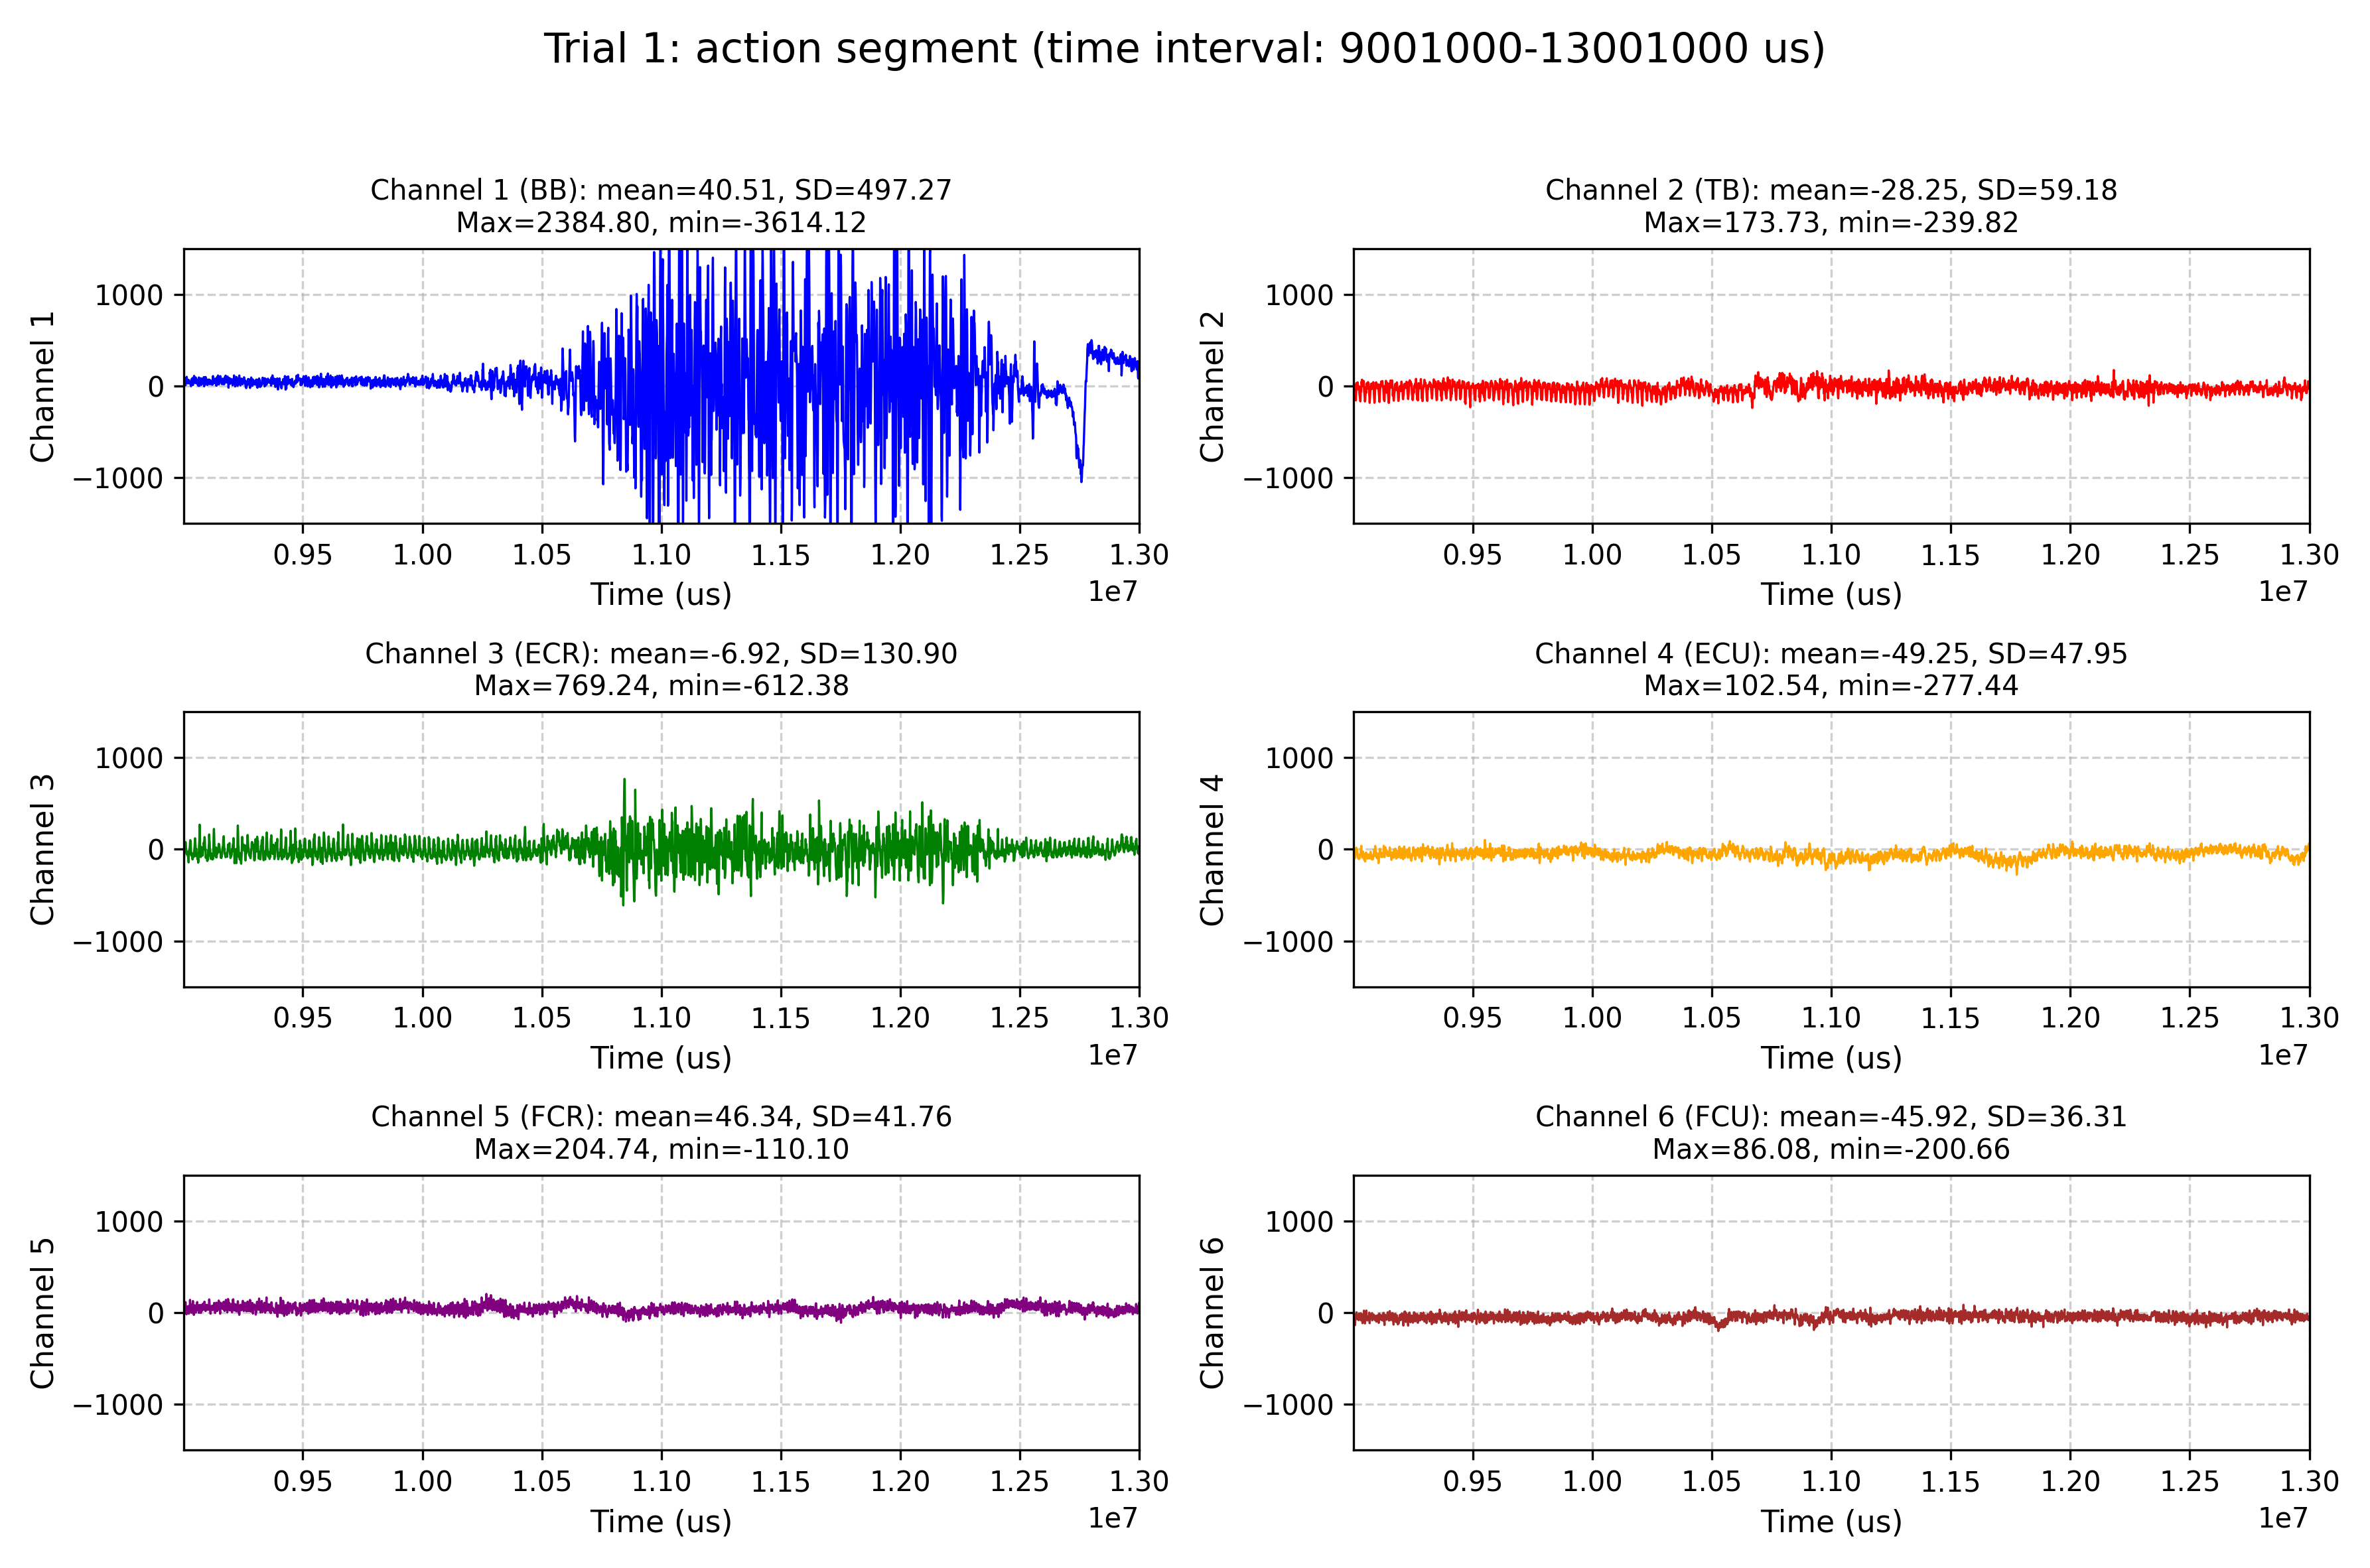 Trial 1: action segment (time interval: 9001000-13001000 us)
Channel 1 (BB): mean=40.51, SD=497.27
Max=2384.80, min=-3614.12
Channel 1
1000
0
−1000
0.95 1.00 1.05 1.10 1.15 1.20 1.25 1.30
Time (us)
1e7
Channel 2 (TB): mean=-28.25, SD=59.18
Max=173.73, min=-239.82
Channel 2
1000
0
−1000
0.95 1.00 1.05 1.10 1.15 1.20 1.25 1.30
Time (us)
1e7
Channel 3 (ECR): mean=-6.92, SD=130.90
Max=769.24, min=-612.38
Channel 3
1000
0
−1000
0.95 1.00 1.05 1.10 1.15 1.20 1.25 1.30
Time (us)
1e7
Channel 4 (ECU): mean=-49.25, SD=47.95
Max=102.54, min=-277.44
Channel 4
1000
0
−1000
0.95 1.00 1.05 1.10 1.15 1.20 1.25 1.30
Time (us)
1e7
Channel 5 (FCR): mean=46.34, SD=41.76
Max=204.74, min=-110.10
Channel 5
1000
0
−1000
0.95 1.00 1.05 1.10 1.15 1.20 1.25 1.30
Time (us)
1e7
Channel 6 (FCU): mean=-45.92, SD=36.31
Max=86.08, min=-200.66
Channel 6
1000
0
−1000
0.95 1.00 1.05 1.10 1.15 1.20 1.25 1.30
Time (us)
1e7